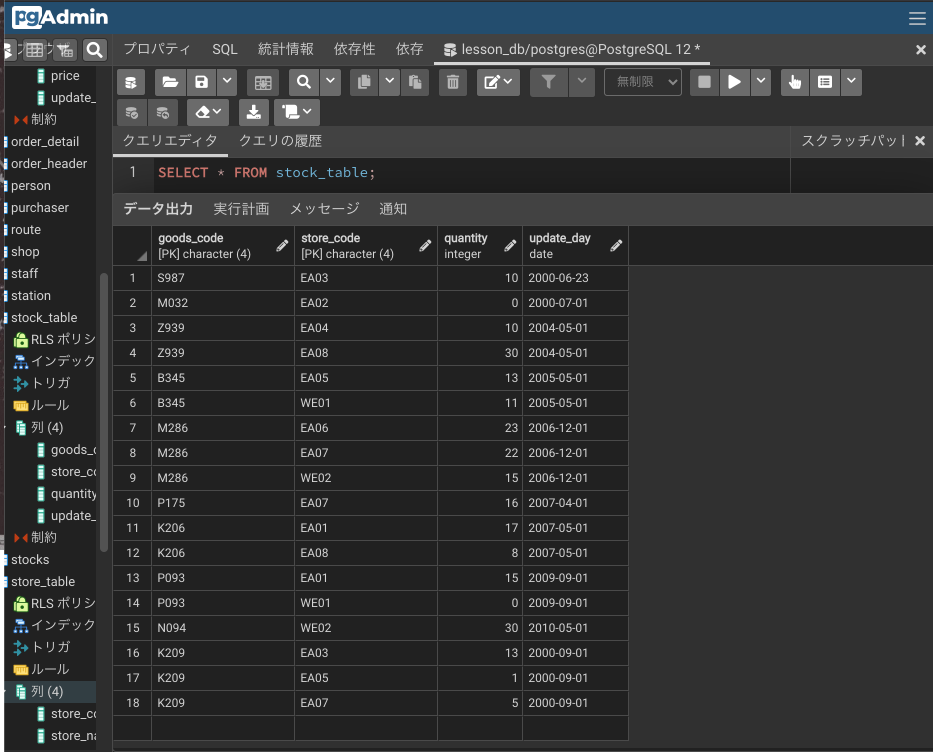 pgAdmin
プロパティ SQL 統計情報 依存性 依存 lesson_db/postgres@PostgreSQL 12 *
無制限
クエリエディタ クエリの履歴 スクラッチパッ
1 SELECT * FROM stock_table;
データ出力 実行計画 メッセージ 通知
price
update_
制約
order_detail
order_header
person
purchaser
route
shop
staff
station
stock_table
RLS ポリシ
インデック
トリガ
ルール
列 (4)
goods_c
store_co
quantity
update_
制約
stocks
store_table
RLS ポリシ
インデック
トリガ
ルール
列 (4)
store_co
store_na
goods_code store_code quantity update_day
[PK] character (4) [PK] character (4) integer date
1 S987 EA03 10 2000-06-23
2 M032 EA02 0 2000-07-01
3 Z939 EA04 10 2004-05-01
4 Z939 EA08 30 2004-05-01
5 B345 EA05 13 2005-05-01
6 B345 WE01 11 2005-05-01
7 M286 EA06 23 2006-12-01
8 M286 EA07 22 2006-12-01
9 M286 WE02 15 2006-12-01
10 P175 EA07 16 2007-04-01
11 K206 EA01 17 2007-05-01
12 K206 EA08 8 2007-05-01
13 P093 EA01 15 2009-09-01
14 P093 WE01 0 2009-09-01
15 N094 WE02 30 2010-05-01
16 K209 EA03 13 2000-09-01
17 K209 EA05 1 2000-09-01
18 K209 EA07 5 2000-09-01